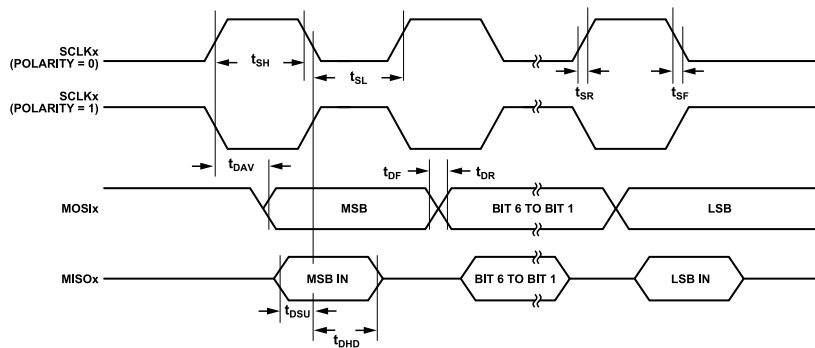 SCLKx
(POLARITY = 0)
tSH
tSL
tSR
tSF
SCLKx
(POLARITY = 1)
tDAV
tDF
tDR
MOSIx
MSB
BIT 6 TO BIT 1
LSB
MISOx
MSB IN
BIT 6 TO BIT 1
LSB IN
tDSU
tDHD